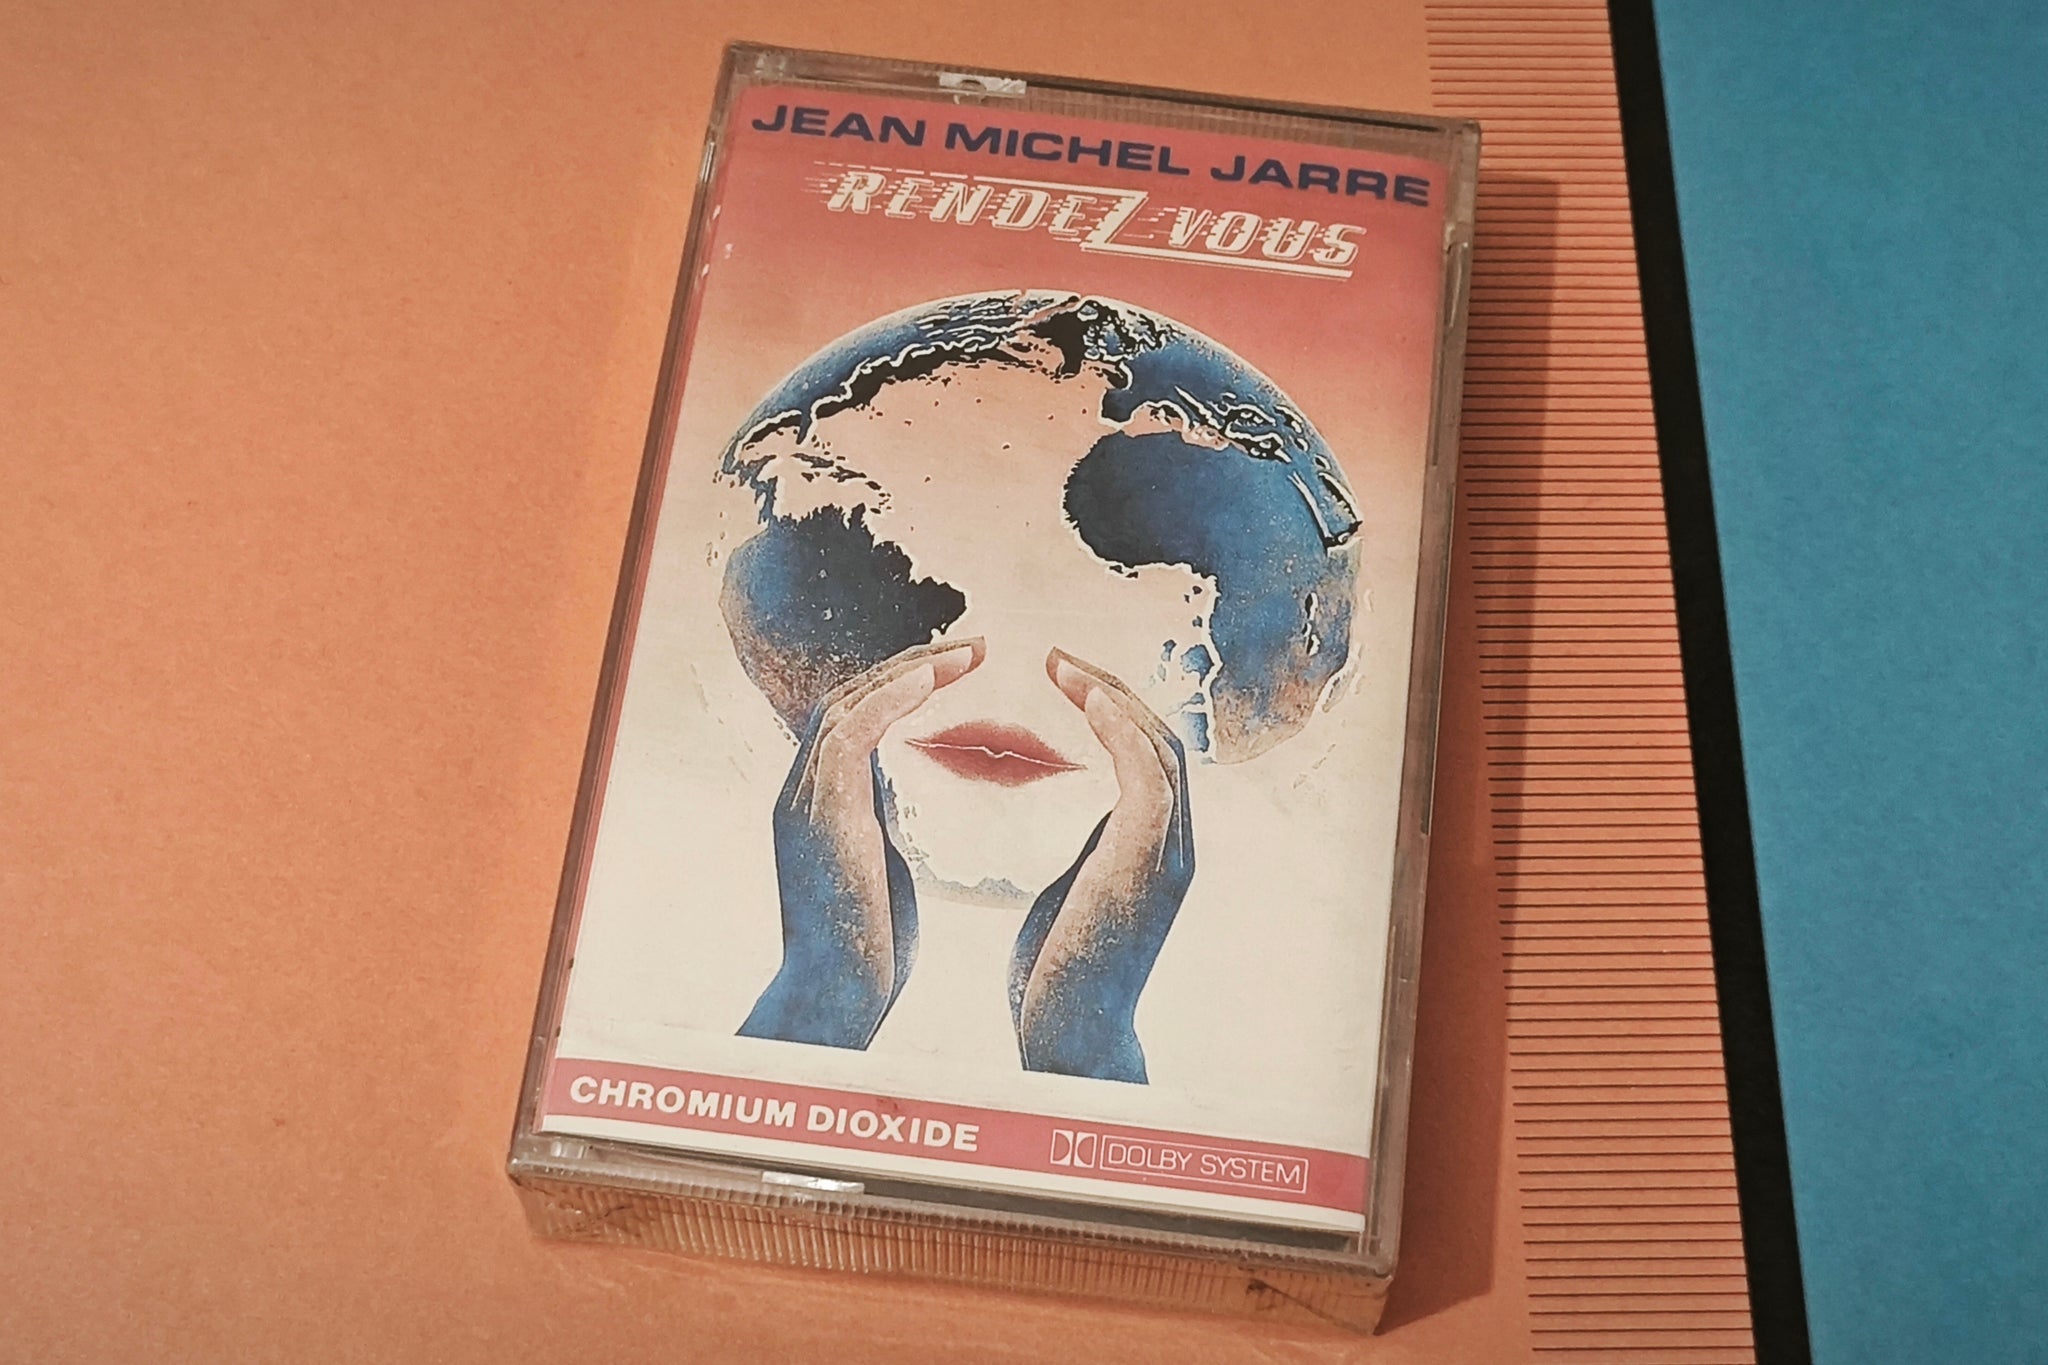 JEAN MICHEL JARRE
RENDEZ VOUS
CHROMIUM DIOXIDE
DOLBY SYSTEM